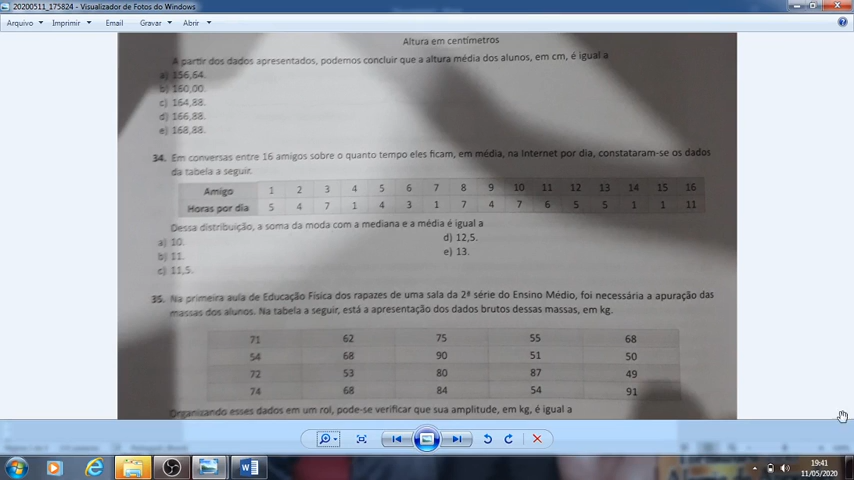 20200511_175824 - Visualizador de Fotos do Windows
Arquivo Imprimir Email Gravar Abrir
Altura em centímetros
A partir dos dados apresentados, podemos concluir que a altura média dos alunos, em cm, é igual a
a) 156,64.
b) 160,00.
c) 164,88.
d) 166,88.
e) 168,88.
34. Em conversas entre 16 amigos sobre o quanto tempo eles ficam, em média, na Internet por dia, constataram-se os dados
da tabela a seguir.
Amigo 1 2 3 4 5 6 7 8 9 10 11 12 13 14 15 16
Horas por dia 5 4 7 1 4 3 1 7 4 7 6 5 5 1 1 11
Dessa distribuição, a soma da moda com a mediana e a média é igual a
a) 10.
b) 11.
c) 11,5.
d) 12,5.
e) 13.
35. Na primeira aula de Educação Física dos rapazes de uma sala da 2ª série do Ensino Médio, foi necessária a apuração das
massas dos alunos. Na tabela a seguir, está a apresentação dos dados brutos dessas massas, em kg.
71 62 75 55 68
54 68 90 51 50
72 53 80 87 49
74 68 84 54 91
Organizando esses dados em um rol, pode-se verificar que sua amplitude, em kg, é igual a
19:41
11/05/2020